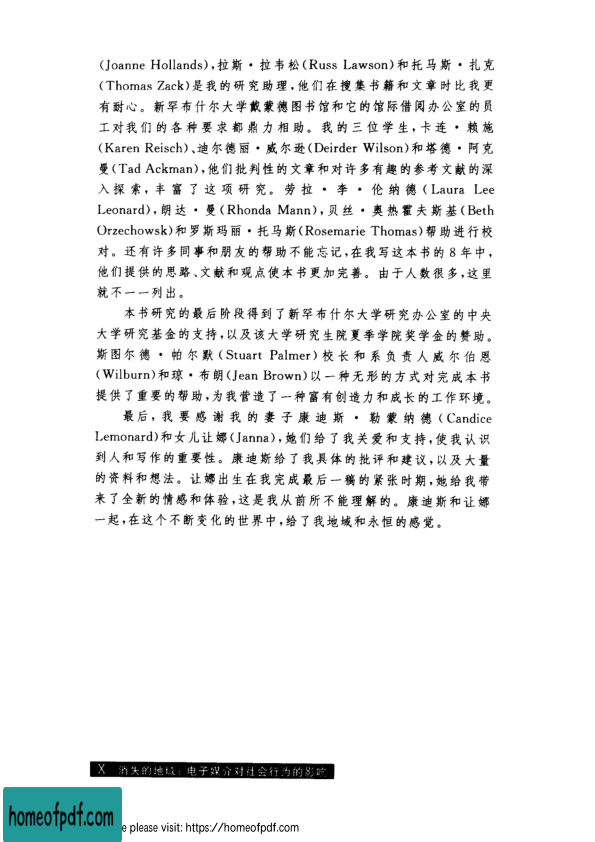 (Joanne Hollands),拉斯·拉韦松(Russ Lawson)和托马斯·扎克
(Thomas Zack)是我的研究助理,他们在搜集书籍和文章时比我更
有耐心。新罕布什尔大学戴蒙德图书馆和它的馆际借阅办公室的员
工对我们的各种要求都鼎力相助。我的三位学生,卡连·赖施
(Karen Reisch)、迪尔德丽·威尔逊(Deirder Wilson)和塔德·阿克
曼(Tad Ackman),他们批判性的文章和对许多有趣的参考文献的深
入探索,丰富了这项研究。劳拉·李·伦纳德(Laura Lee
Leonard),朗达·曼(Rhonda Mann),贝丝·奥热霍夫斯基(Beth
Orzechowsk)和罗斯玛丽·托马斯(Rosemarie Thomas)帮助进行校
对。还有许多同事和朋友的帮助不能忘记,在我写这本书的8年中,
他们提供的思路、文献和观点使本书更加完善。由于人数很多,这里
就不一一列出。
本书研究的最后阶段得到了新罕布什尔大学研究办公室的中央
大学研究基金的支持,以及该大学研究生院夏季学院奖学金的赞助。
斯图尔德·帕尔默(Stuart Palmer)校长和系负责人威尔伯恩
(Wilburn)和琼·布朗(Jean Brown)以一种无形的方式对完成本书
提供了重要的帮助,为我营造了一种富有创造力和成长的工作环境。
最后,我要感谢我的妻子康迪斯·勒蒙纳德(Candice
Lemonard)和女儿让娜(Janna),她们给了我关爱和支持,使我认识
到人和写作的重要性。康迪斯给了我具体的批评和建议,以及大量
的资料和想法。让娜出生在我完成最后一稿的紧张时期,她给我带
来了全新的情感和体验,这是我从前所不能理解的。康迪斯和让娜
一起,在这个不断变化的世界中,给了我地域和永恒的感觉。
X 消失的地域:电子媒介对社会行为的影响
homeofpdf.com
e please visit: https://homeofpdf.com